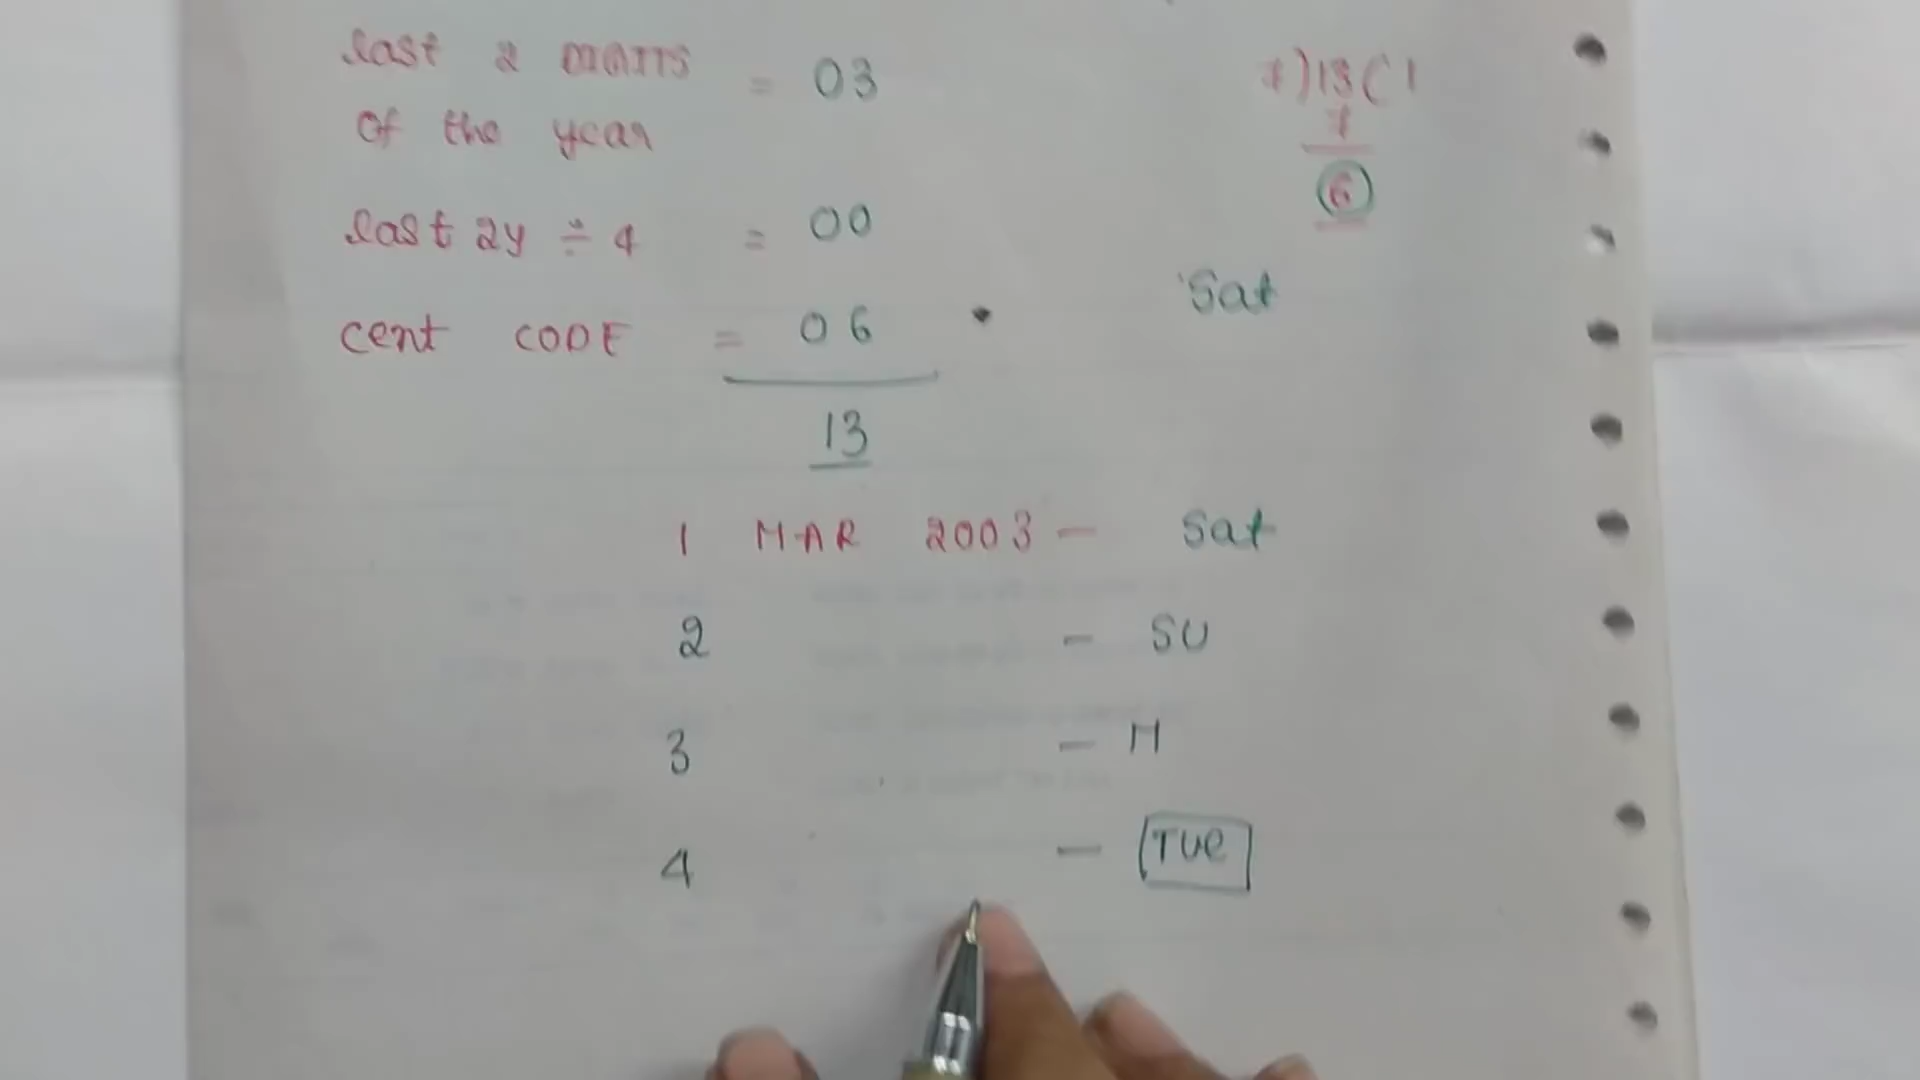 last 2 DIGITS
of the year = 03
last 2y ÷ 4 = 00
cent CODE = 06
13
7)13(1
7
6
Sat
1 MAR 2003 - Sat
2 - SU
3 - M
4 - TUE